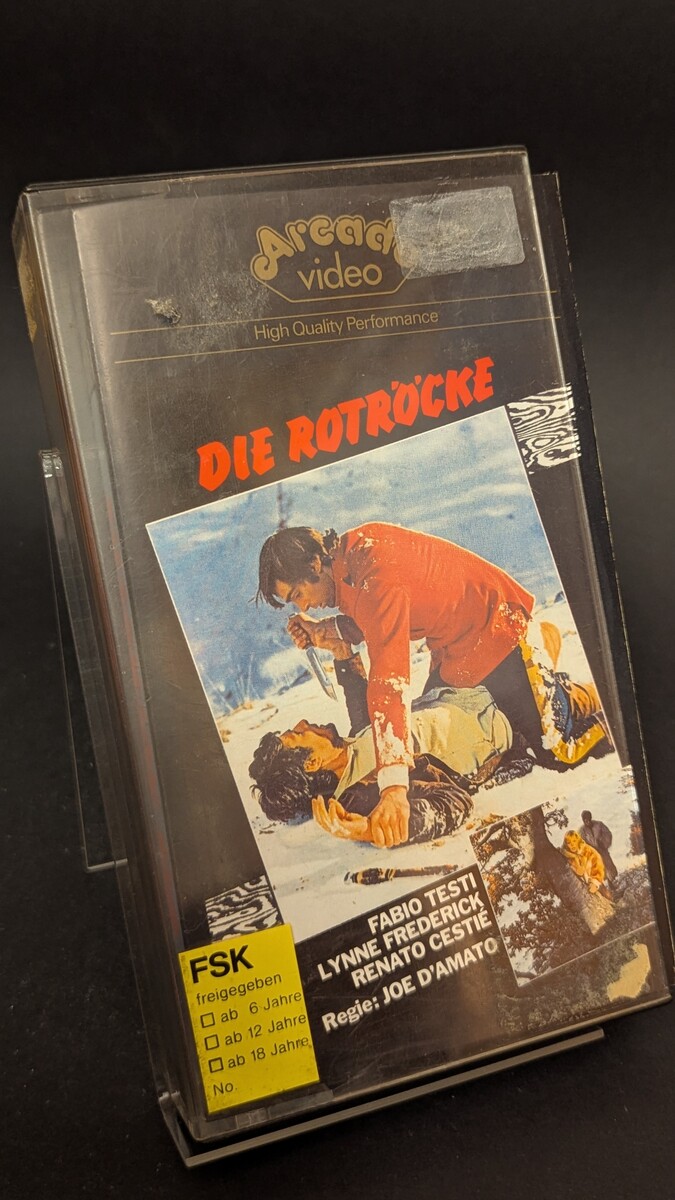 Arcad
video
High Quality Performance
DIE ROTRÖCKE
FABIO TESTI
LYNNE FREDERICK
RENATO CESTIÉ
Regie: JOE D'AMATO
FSK
freigegeben
☐ ab 6 Jahre
☐ ab 12 Jahre
☐ ab 18 Jahre
No.